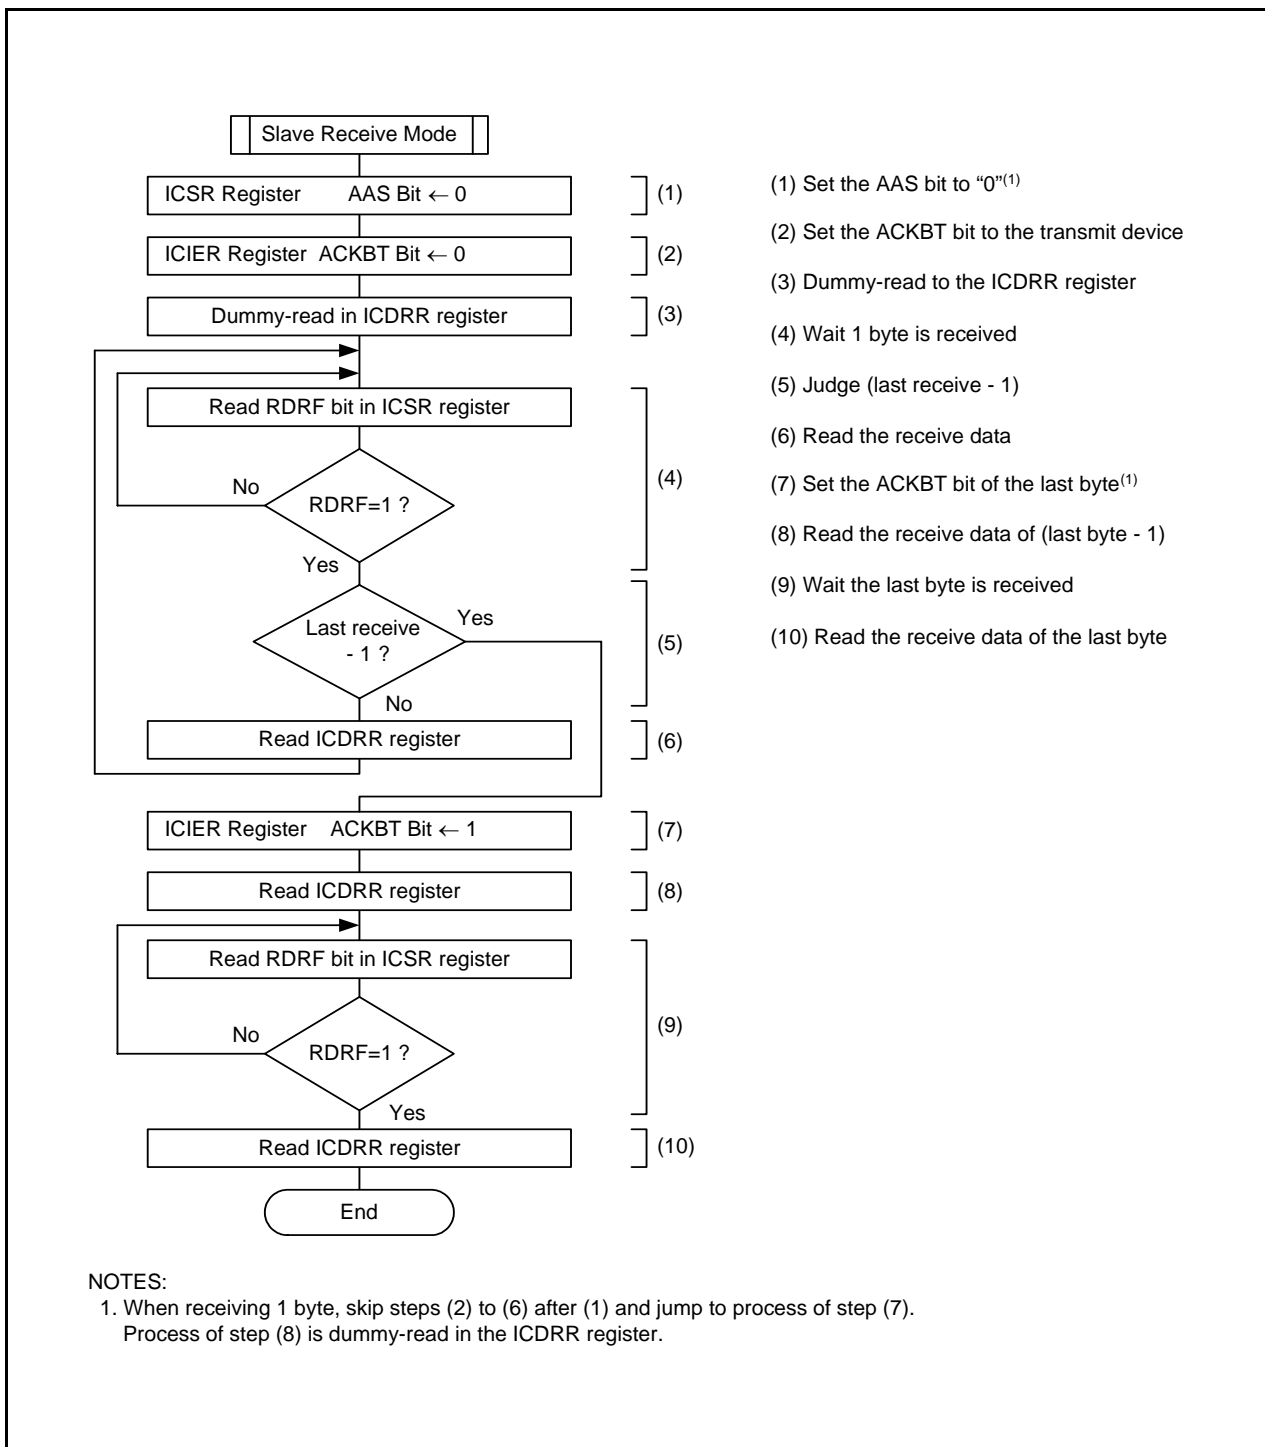 Slave Receive Mode
ICSR Register AAS Bit ← 0
(1)
ICIER Register ACKBT Bit ← 0
(2)
Dummy-read in ICDRR register
(3)
Read RDRF bit in ICSR register
No
RDRF=1 ?
(4)
Yes
Last receive
- 1 ?
Yes
(5)
No
Read ICDRR register
(6)
ICIER Register ACKBT Bit ← 1
(7)
Read ICDRR register
(8)
Read RDRF bit in ICSR register
No
RDRF=1 ?
(9)
Yes
Read ICDRR register
(10)
End
(1) Set the AAS bit to “0”(1)
(2) Set the ACKBT bit to the transmit device
(3) Dummy-read to the ICDRR register
(4) Wait 1 byte is received
(5) Judge (last receive - 1)
(6) Read the receive data
(7) Set the ACKBT bit of the last byte(1)
(8) Read the receive data of (last byte - 1)
(9) Wait the last byte is received
(10) Read the receive data of the last byte
NOTES:
1. When receiving 1 byte, skip steps (2) to (6) after (1) and jump to process of step (7).
Process of step (8) is dummy-read in the ICDRR register.